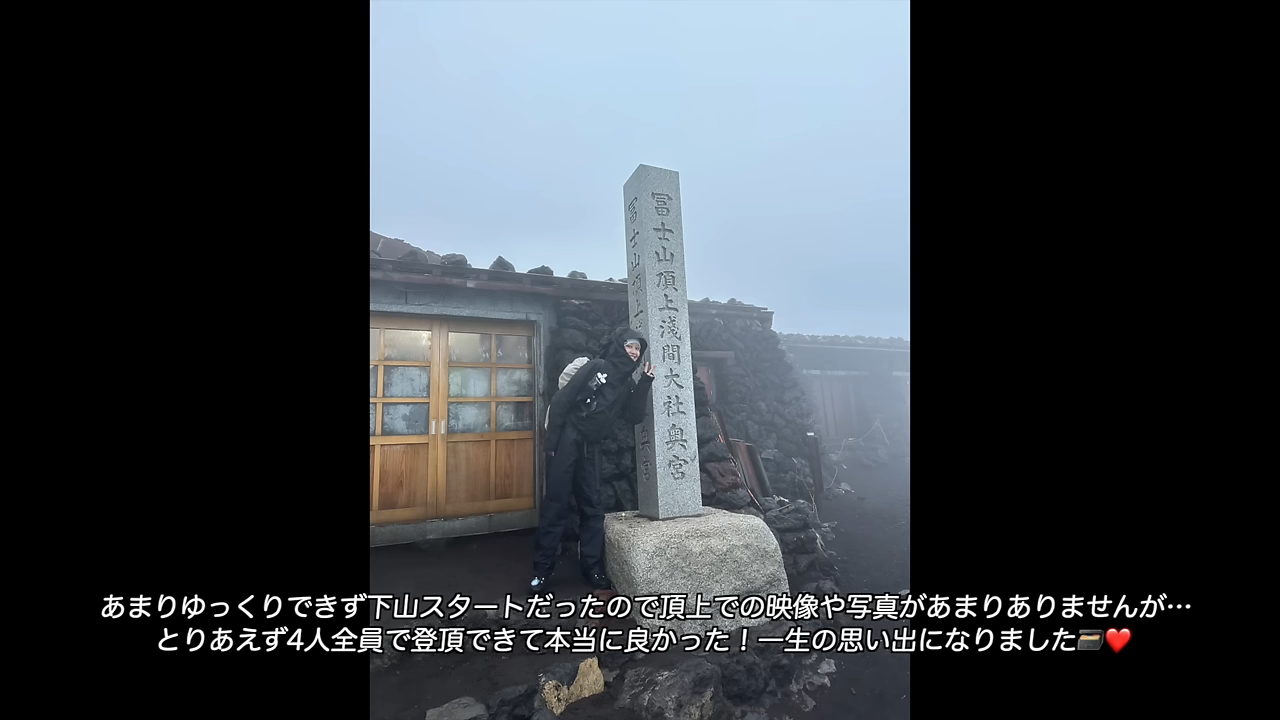 冨士山頂上淺間大社奥宮
あまりゆっくりできず下山スタートだったので頂上での映像や写真があまりありませんが…
とりあえず4人全員で登頂できて本当に良かった！一生の思い出になりました❤️